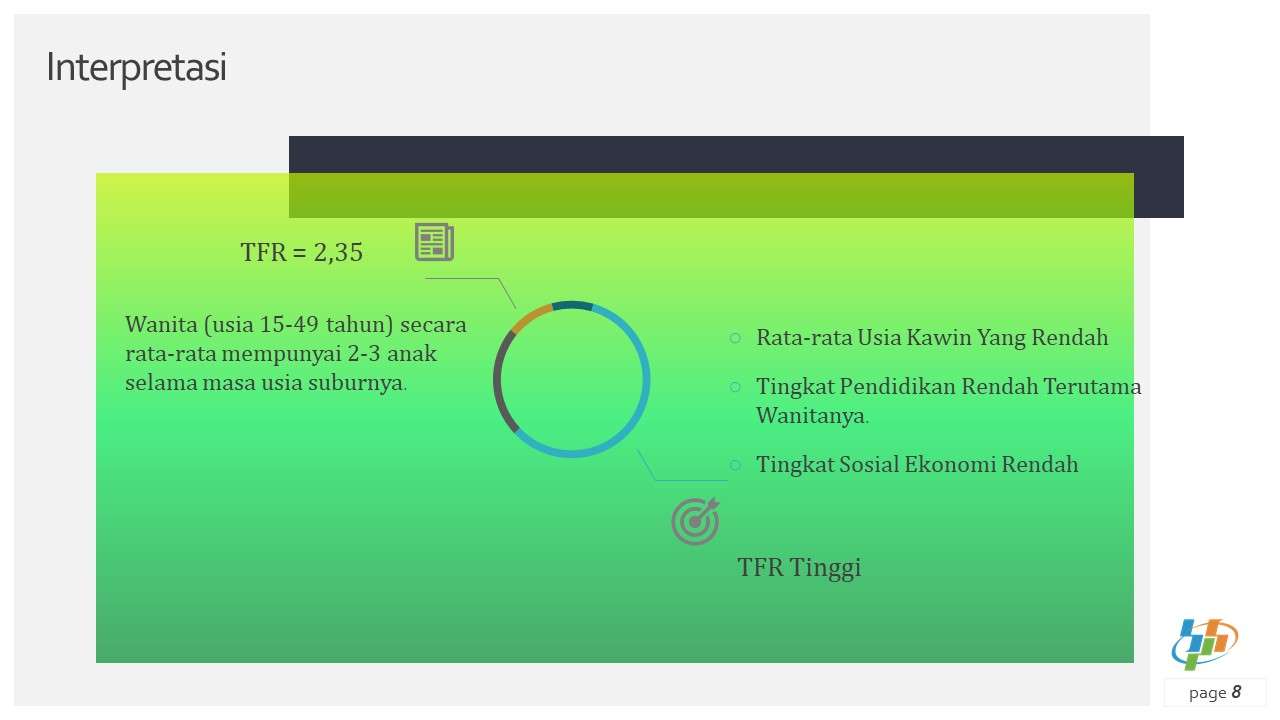 Interpretasi
TFR = 2,35
Wanita (usia 15-49 tahun) secara
rata-rata mempunyai 2-3 anak
selama masa usia suburnya.
Rata-rata Usia Kawin Yang Rendah
Tingkat Pendidikan Rendah Terutama
Wanitanya.
Tingkat Sosial Ekonomi Rendah
TFR Tinggi
page 8